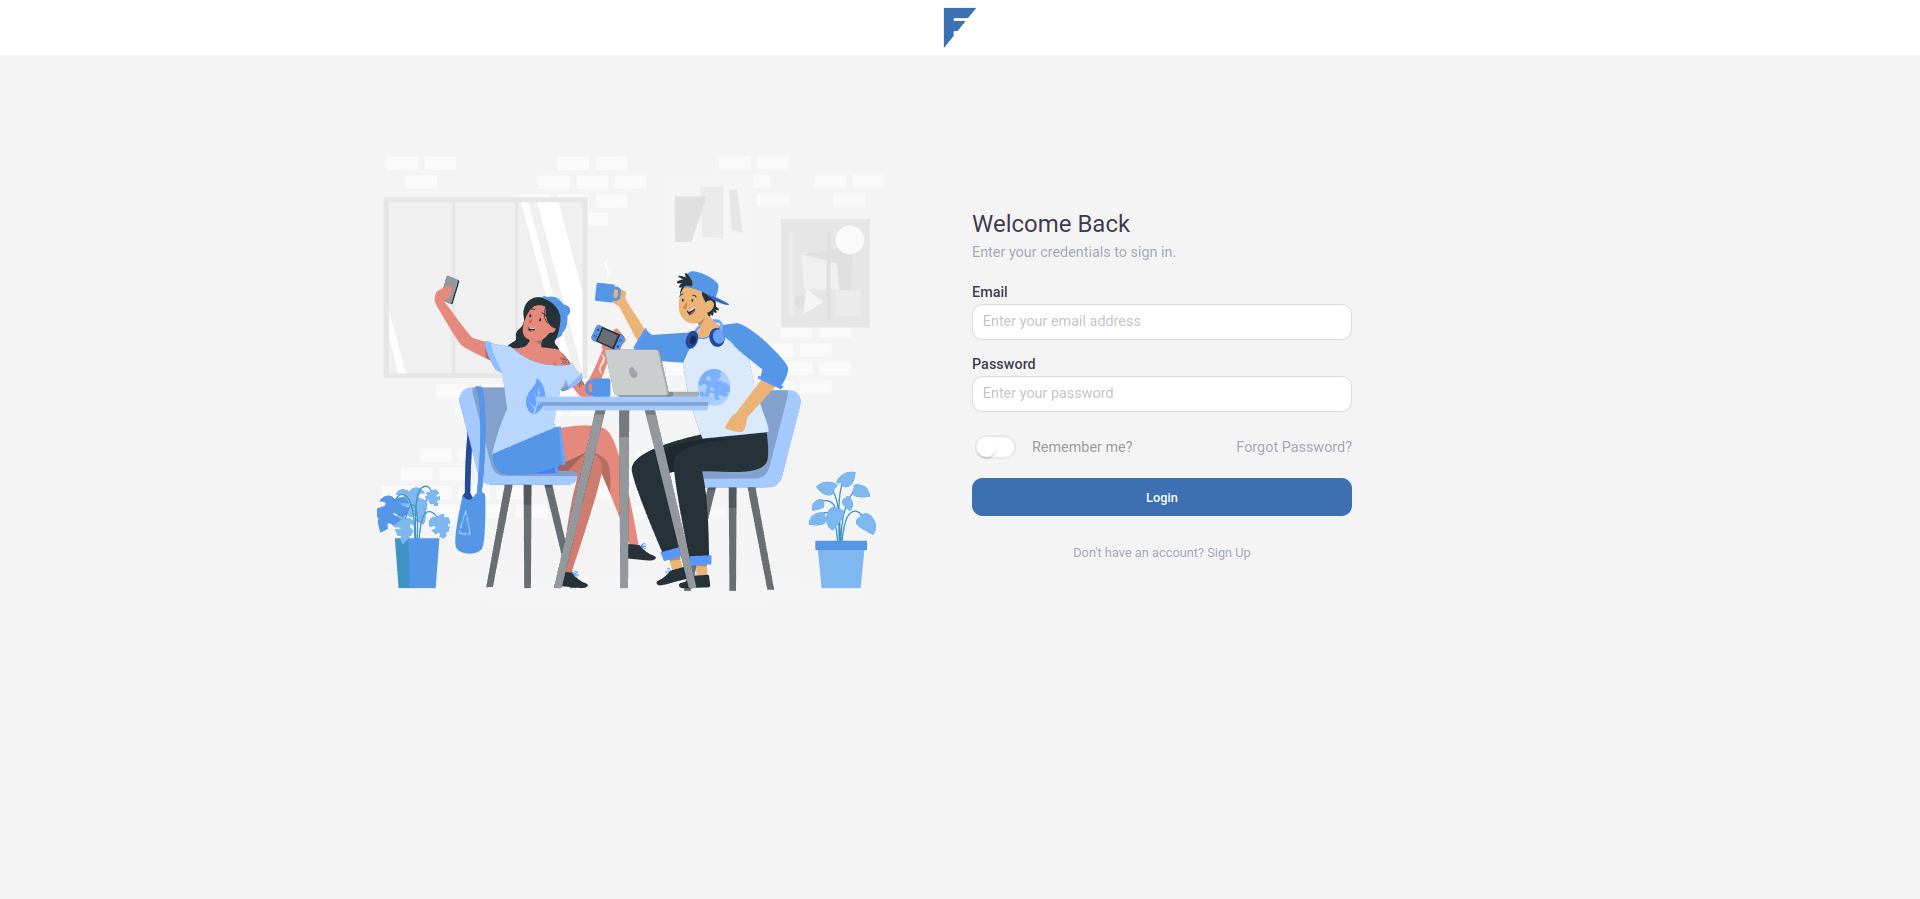 Welcome Back
Enter your credentials to sign in.
Email
Enter your email address
Password
Enter your password
Remember me? Forgot Password?
Login
Don't have an account? Sign Up